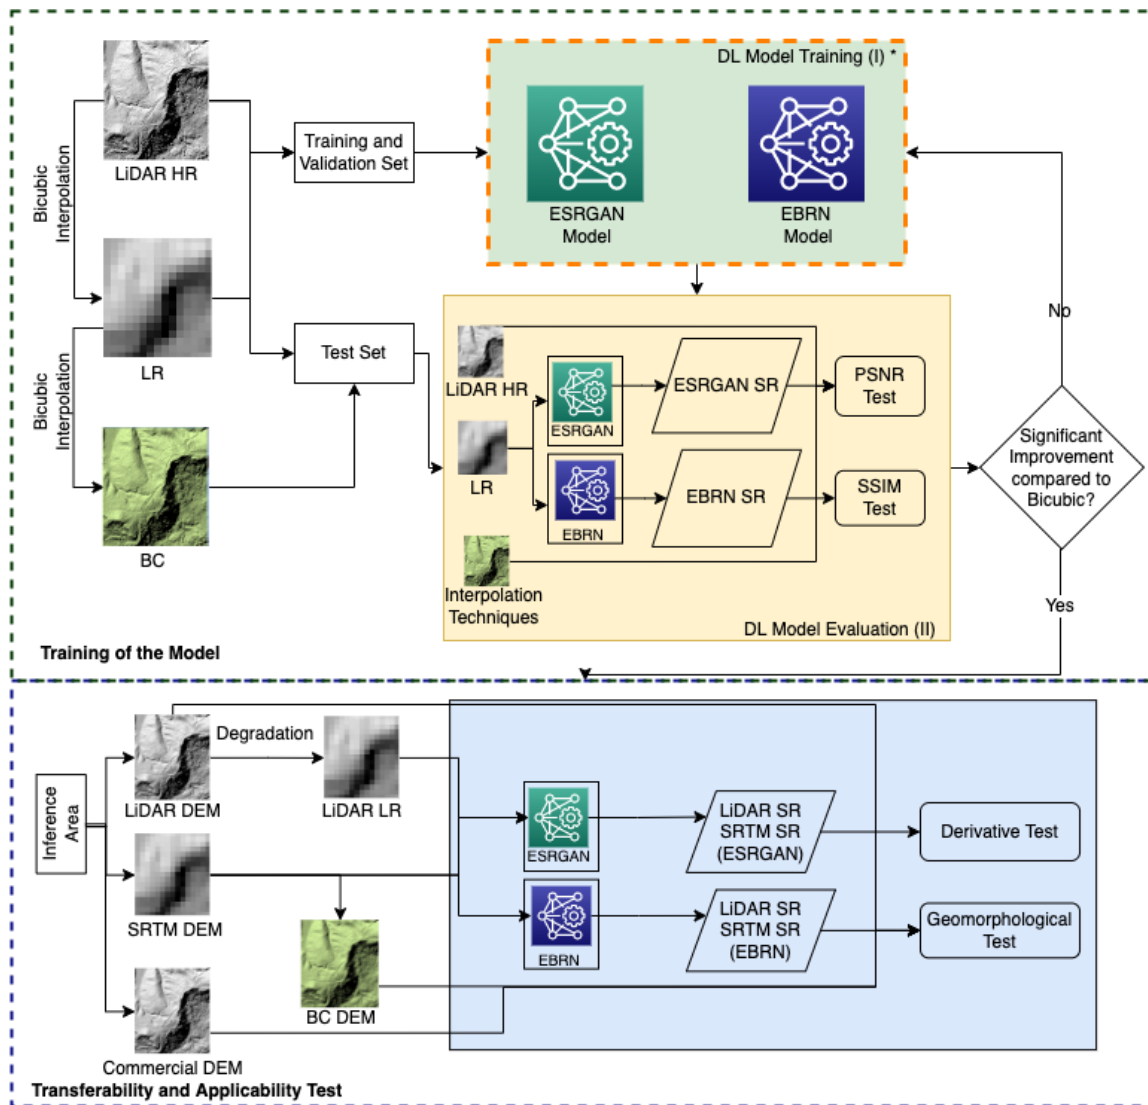 DL Model Training (I) *
LiDAR HR
Bicubic
Interpolation
Training and
Validation Set
ESRGAN
Model
EBRN
Model
LR
Bicubic
Interpolation
Test Set
BC
LiDAR HR
LR
Interpolation
Techniques
ESRGAN
EBRN
ESRGAN SR
EBRN SR
PSNR
Test
SSIM
Test
DL Model Evaluation (II)
No
Significant
Improvement
compared to
Bicubic?
Yes
Training of the Model
Inference
Area
LiDAR DEM
Degradation
LiDAR LR
SRTM DEM
BC DEM
Commercial DEM
ESRGAN
EBRN
LiDAR SR
SRTM SR
(ESRGAN)
LiDAR SR
SRTM SR
(EBRN)
Derivative Test
Geomorphological
Test
Transferability and Applicability Test